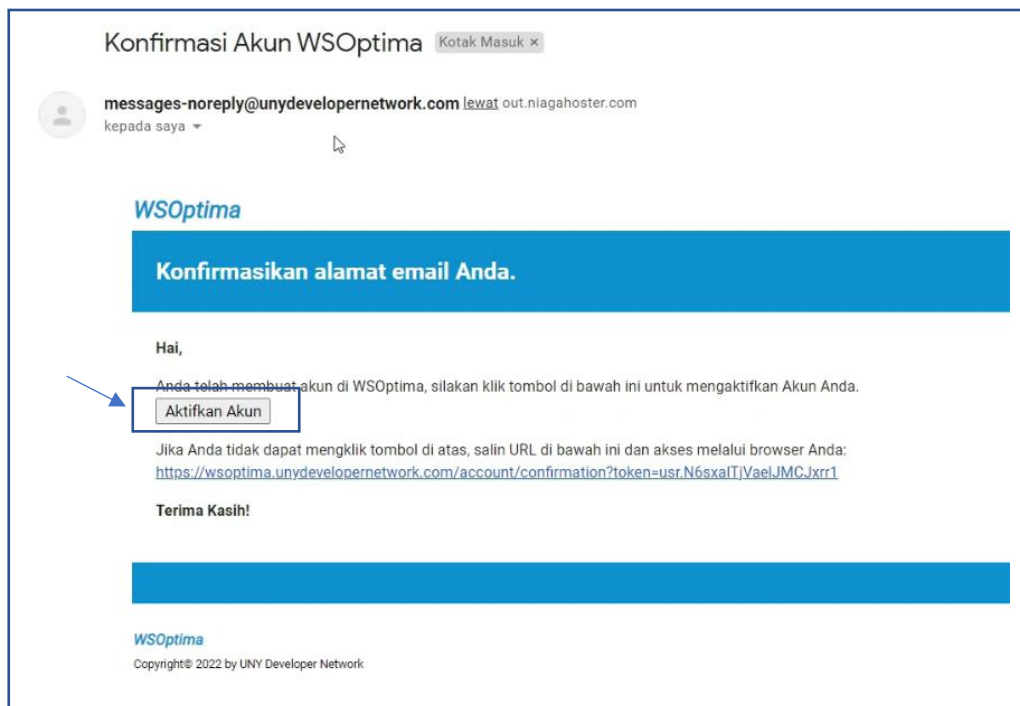 Konfirmasi Akun WSOptima Kotak Masuk ×
messages-noreply@unydevelopernetwork.com lewat out.niagahoster.com
kepada saya
WSOptima
Konfirmasikan alamat email Anda.
Hai,
Anda telah membuat akun di WSOptima, silakan klik tombol di bawah ini untuk mengaktifkan Akun Anda.
Aktifkan Akun
Jika Anda tidak dapat mengklik tombol di atas, salin URL di bawah ini dan akses melalui browser Anda:
https://wsoptima.unydevelopernetwork.com/account/confirmation?token=usr.N6sxaITjVaelJMCJxrr1
Terima Kasih!
WSOptima
Copyright© 2022 by UNY Developer Network